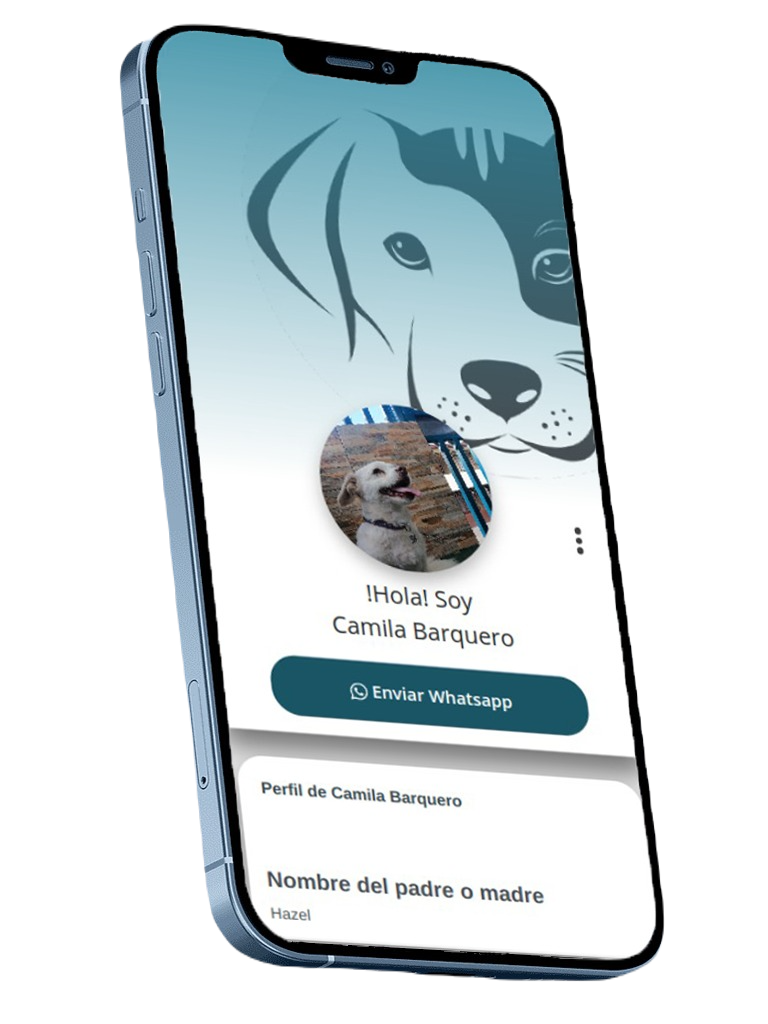 !Hola! Soy
Camila Barquero
Enviar Whatsapp
Perfil de Camila Barquero
Nombre del padre o madre
Hazel